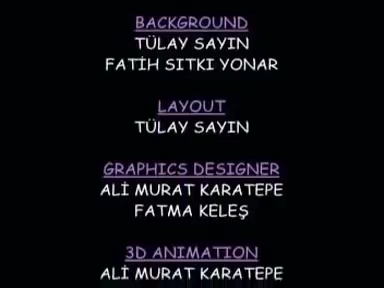 BACKGROUND
TÜLAY SAYIN
FATİH SITKI YONAR
LAYOUT
TÜLAY SAYIN
GRAPHICS DESIGNER
ALİ MURAT KARATEPE
FATMA KELEŞ
3D ANIMATION
ALİ MURAT KARATEPE